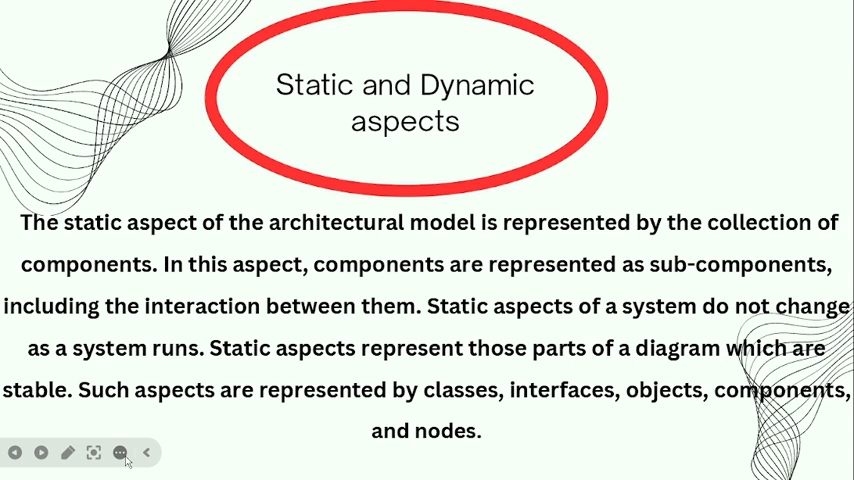 Static and Dynamic
aspects
The static aspect of the architectural model is represented by the collection of
components. In this aspect, components are represented as sub-components,
including the interaction between them. Static aspects of a system do not change
as a system runs. Static aspects represent those parts of a diagram which are
stable. Such aspects are represented by classes, interfaces, objects, components,
and nodes.